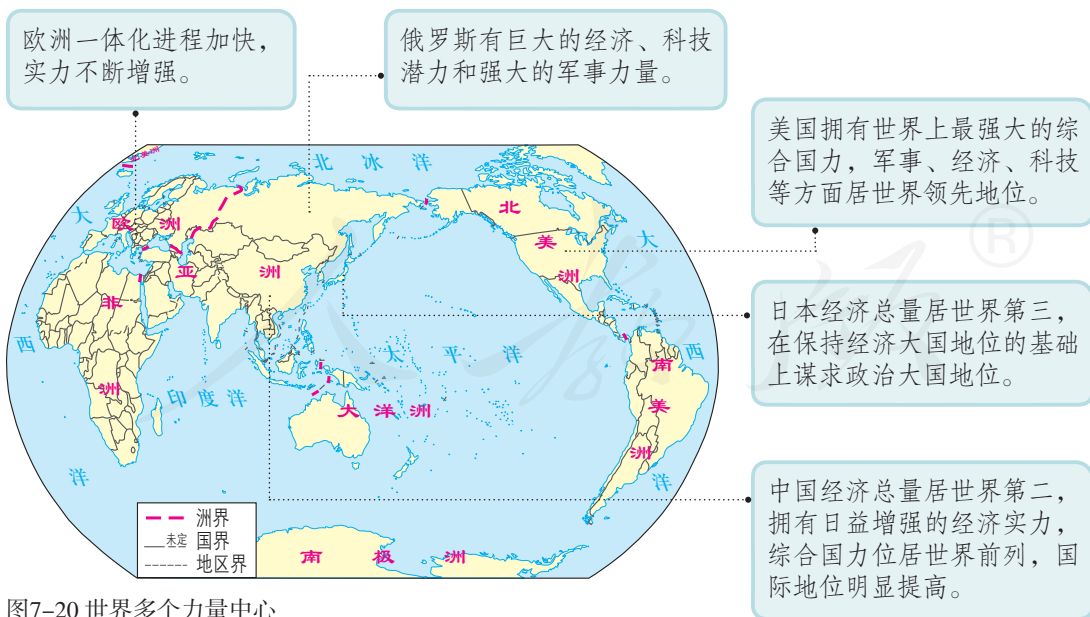 欧洲一体化进程加快，
实力不断增强。
俄罗斯有巨大的经济、科技
潜力和强大的军事力量。
美国拥有世界上最强大的综
合国力，军事、经济、科技
等方面居世界领先地位。
日本经济总量居世界第三，
在保持经济大国地位的基础
上谋求政治大国地位。
中国经济总量居世界第二，
拥有日益增强的经济实力，
综合国力位居世界前列，国
际地位明显提高。
北美洲
北冰洋
大西洋
欧洲
亚洲
非洲
印度洋
太平洋
大洋洲
北美洲
南美洲
大西洋
南极洲
洲界
未定 国界
地区界
图7-20 世界多个力量中心
人教版
®